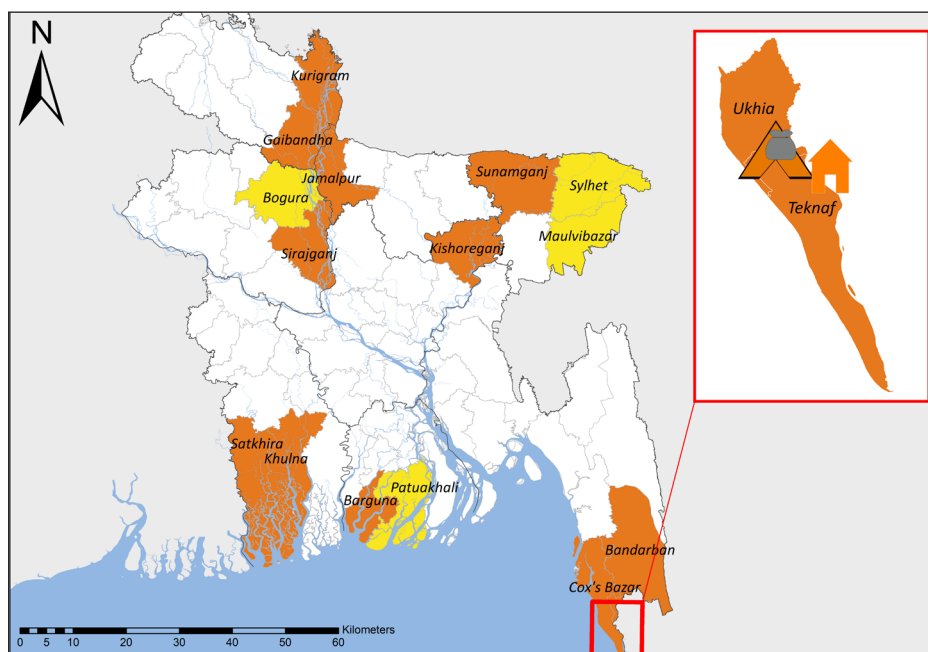 N
Kurigram
Gaibandha
Jamalpur
Bogura
Sirajganj
Sunamganj
Sylhet
Maulvibazar
Kishoreganj
Ukhia
Teknaf
Satkhira
Khulna
Barguna
Patuakhali
Bandarban
Cox's Bazar
Kilometers
0 5 10 20 30 40 50 60